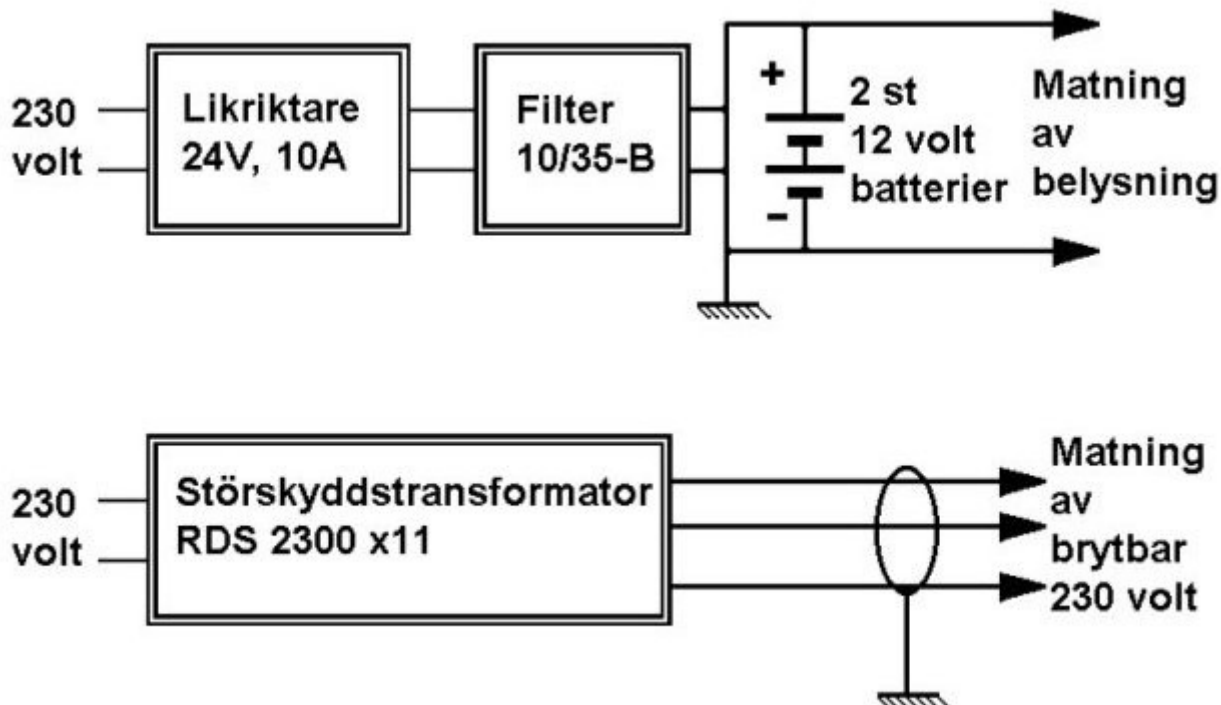 230
volt
Likriktare
24V, 10A
Filter
10/35-B
+
-
2 st
12 volt
batterier
Matning
av
belysning
230
volt
Störskyddstransformator
RDS 2300 x11
Matning
av
brytbar
230 volt